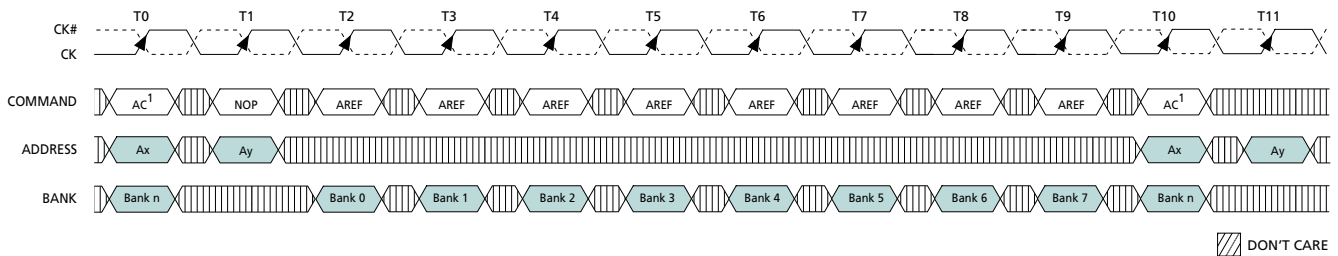 T0 T1 T2 T3 T4 T5 T6 T7 T8 T9 T10 T11
CK#
CK
COMMAND AC1 NOP AREF AREF AREF AREF AREF AREF AREF AREF AC1
ADDRESS Ax Ay Ax Ay
BANK Bank n Bank 0 Bank 1 Bank 2 Bank 3 Bank 4 Bank 5 Bank 6 Bank 7 Bank n
DON'T CARE